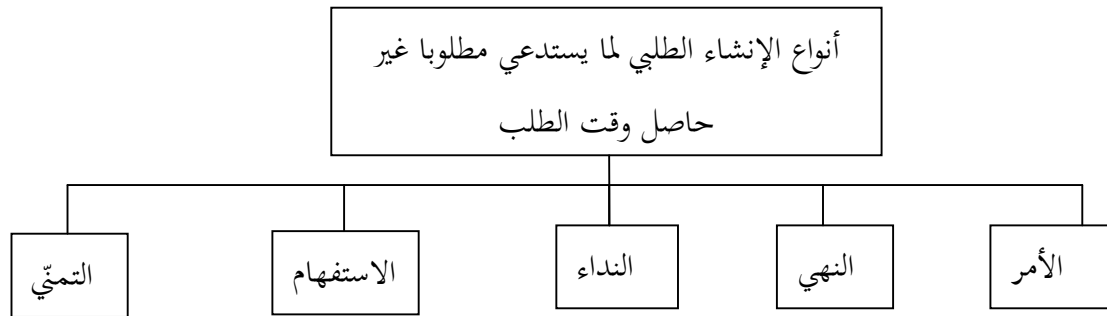 أنواع الإنشاء الطلبي لما يستدعي مطلوبا غير
حاصل وقت الطلب
الأمر
النهي
النداء
الاستفهام
التمنّي